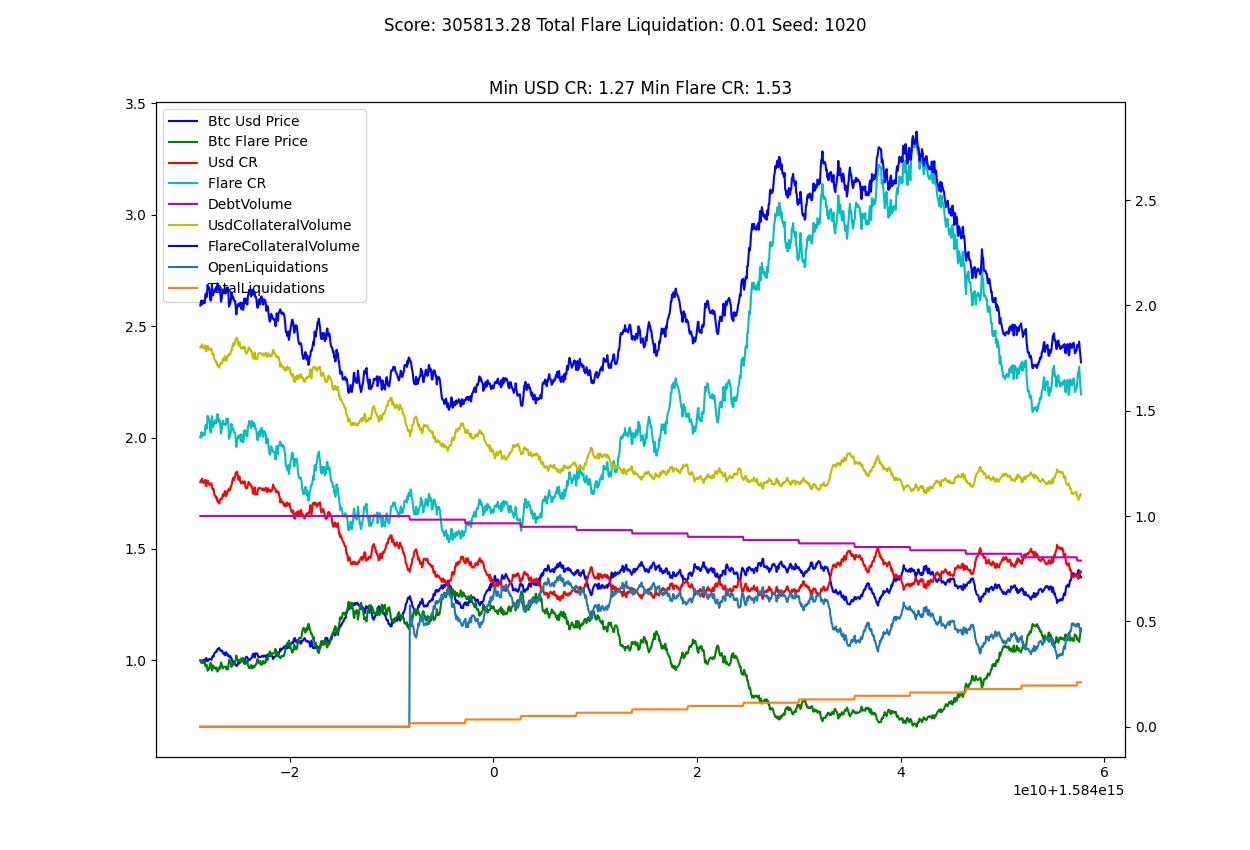 Score: 305813.28 Total Flare Liquidation: 0.01 Seed: 1020
Min USD CR: 1.27 Min Flare CR: 1.53
3.5
3.0
2.5
2.0
1.5
1.0
Btc Usd Price
Btc Flare Price
Usd CR
Flare CR
DebtVolume
UsdCollateralVolume
FlareCollateralVolume
OpenLiquidations
TotalLiquidations
2.5
2.0
1.5
1.0
0.5
0.0
−2 0 2 4 6
1e10+1.584e15